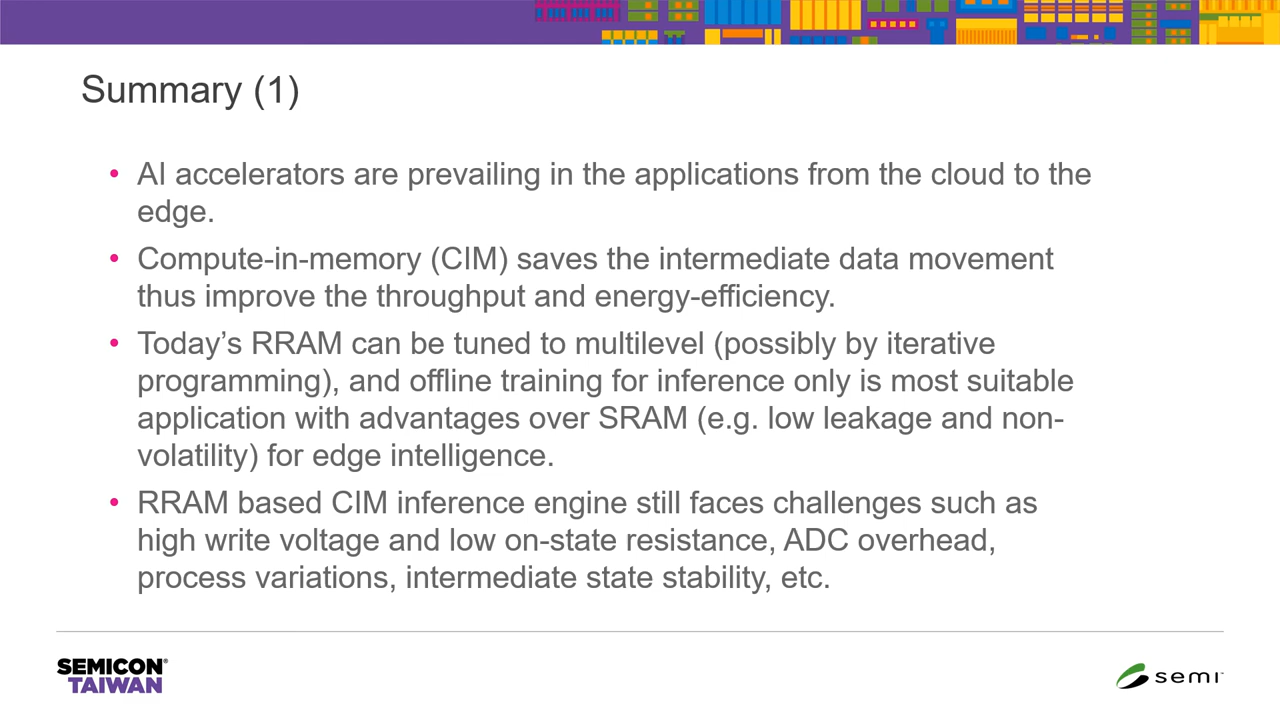 Summary (1)
• AI accelerators are prevailing in the applications from the cloud to the
edge.
• Compute-in-memory (CIM) saves the intermediate data movement
thus improve the throughput and energy-efficiency.
• Today’s RRAM can be tuned to multilevel (possibly by iterative
programming), and offline training for inference only is most suitable
application with advantages over SRAM (e.g. low leakage and non-
volatility) for edge intelligence.
• RRAM based CIM inference engine still faces challenges such as
high write voltage and low on-state resistance, ADC overhead,
process variations, intermediate state stability, etc.
SEMICON®
TAIWAN
semi™